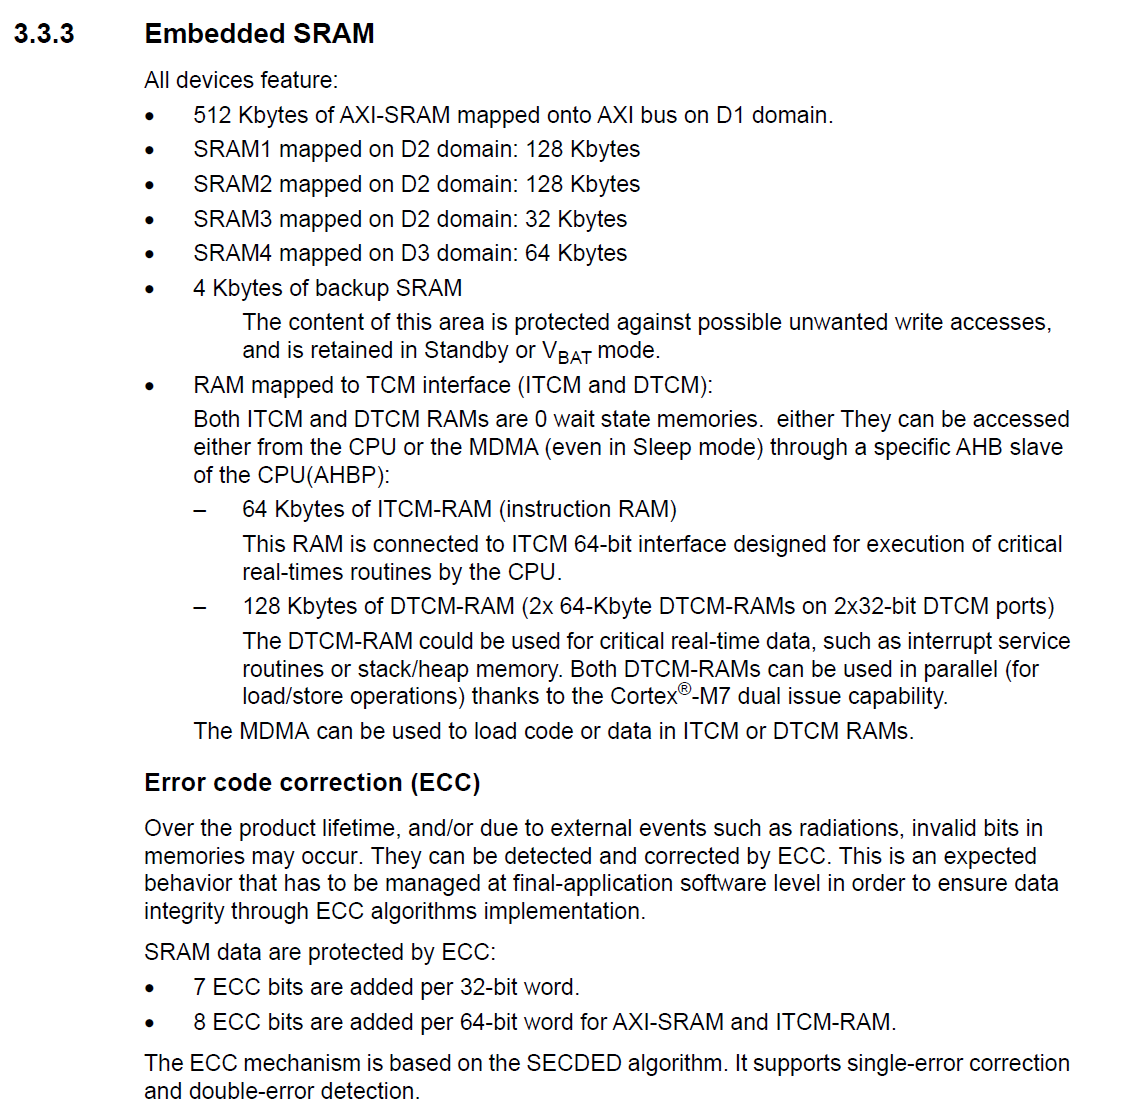 3.3.3 Embedded SRAM
All devices feature:
• 512 Kbytes of AXI-SRAM mapped onto AXI bus on D1 domain.
• SRAM1 mapped on D2 domain: 128 Kbytes
• SRAM2 mapped on D2 domain: 128 Kbytes
• SRAM3 mapped on D2 domain: 32 Kbytes
• SRAM4 mapped on D3 domain: 64 Kbytes
• 4 Kbytes of backup SRAM
The content of this area is protected against possible unwanted write accesses,
and is retained in Standby or VBAT mode.
• RAM mapped to TCM interface (ITCM and DTCM):
Both ITCM and DTCM RAMs are 0 wait state memories.  either They can be accessed
either from the CPU or the MDMA (even in Sleep mode) through a specific AHB slave
of the CPU(AHBP):
– 64 Kbytes of ITCM-RAM (instruction RAM)
This RAM is connected to ITCM 64-bit interface designed for execution of critical
real-times routines by the CPU.
– 128 Kbytes of DTCM-RAM (2x 64-Kbyte DTCM-RAMs on 2x32-bit DTCM ports)
The DTCM-RAM could be used for critical real-time data, such as interrupt service
routines or stack/heap memory. Both DTCM-RAMs can be used in parallel (for
load/store operations) thanks to the Cortex®-M7 dual issue capability.
The MDMA can be used to load code or data in ITCM or DTCM RAMs.
Error code correction (ECC)
Over the product lifetime, and/or due to external events such as radiations, invalid bits in
memories may occur. They can be detected and corrected by ECC. This is an expected
behavior that has to be managed at final-application software level in order to ensure data
integrity through ECC algorithms implementation.
SRAM data are protected by ECC:
• 7 ECC bits are added per 32-bit word.
• 8 ECC bits are added per 64-bit word for AXI-SRAM and ITCM-RAM.
The ECC mechanism is based on the SECDED algorithm. It supports single-error correction
and double-error detection.